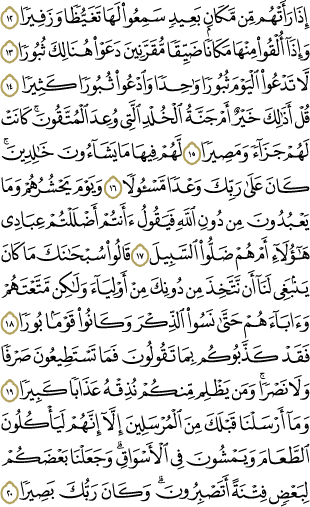 إِذَا رَأَتْهُم مِّن مَّكَانٍۭ بَعِيدٍ سَمِعُوا۟ لَهَا تَغَيُّظًا وَزَفِيرًا ١٢
وَإِذَآ أُلْقُوا۟ مِنْهَا مَكَانًا ضَيِّقًا مُّقَرَّنِينَ دَعَوْا۟ هُنَالِكَ ثُبُورًا ١٣
لَّا تَدْعُوا۟ ٱلْيَوْمَ ثُبُورًا وَٰحِدًا وَٱدْعُوا۟ ثُبُورًا كَثِيرًا ١٤
قُلْ أَذَٰلِكَ خَيْرٌ أَمْ جَنَّةُ ٱلْخُلْدِ ٱلَّتِى وُعِدَ ٱلْمُتَّقُونَ ۚ كَانَتْ
لَهُمْ جَزَآءً وَمَصِيرًا ١٥ لَّهُمْ فِيهَا مَا يَشَآءُونَ خَٰلِدِينَ ۚ
كَانَ عَلَىٰ رَبِّكَ وَعْدًا مَّسْـُٔولًا ١٦ وَيَوْمَ يَحْشُرُهُمْ وَمَا
يَعْبُدُونَ مِن دُونِ ٱللَّهِ فَيَقُولُ ءَأَنتُمْ أَضْلَلْتُمْ عِبَادِى
هَٰٓؤُلَآءِ أَمْ هُمْ ضَلُّوا۟ ٱلسَّبِيلَ ١٧ قَالُوا۟ سُبْحَٰنَكَ مَا كَانَ
يَنۢبَغِى لَنَآ أَن نَّتَّخِذَ مِن دُونِكَ مِنْ أَوْلِيَآءَ وَلَٰكِن مَّتَّعْتَهُمْ
وَءَابَآءَهُمْ حَتَّىٰ نَسُوا۟ ٱلذِّكْرَ وَكَانُوا۟ قَوْمًۢا بُورًا ١٨
فَقَدْ كَذَّبُوكُم بِمَا تَقُولُونَ فَمَا تَسْتَطِيعُونَ صَرْفًا
وَلَا نَصْرًا ۚ وَمَن يَظْلِم مِّنكُمْ نُذِقْهُ عَذَابًا كَبِيرًا ١٩
وَمَآ أَرْسَلْنَا قَبْلَكَ مِنَ ٱلْمُرْسَلِينَ إِلَّآ إِنَّهُمْ لَيَأْكُلُونَ
ٱلطَّعَامَ وَيَمْشُونَ فِى ٱلْأَسْوَاقِ ۗ وَجَعَلْنَا بَعْضَكُمْ
لِبَعْضٍ فِتْنَةً أَتَصْبِرُونَ ۗ وَكَانَ رَبُّكَ بَصِيرًا ٢٠